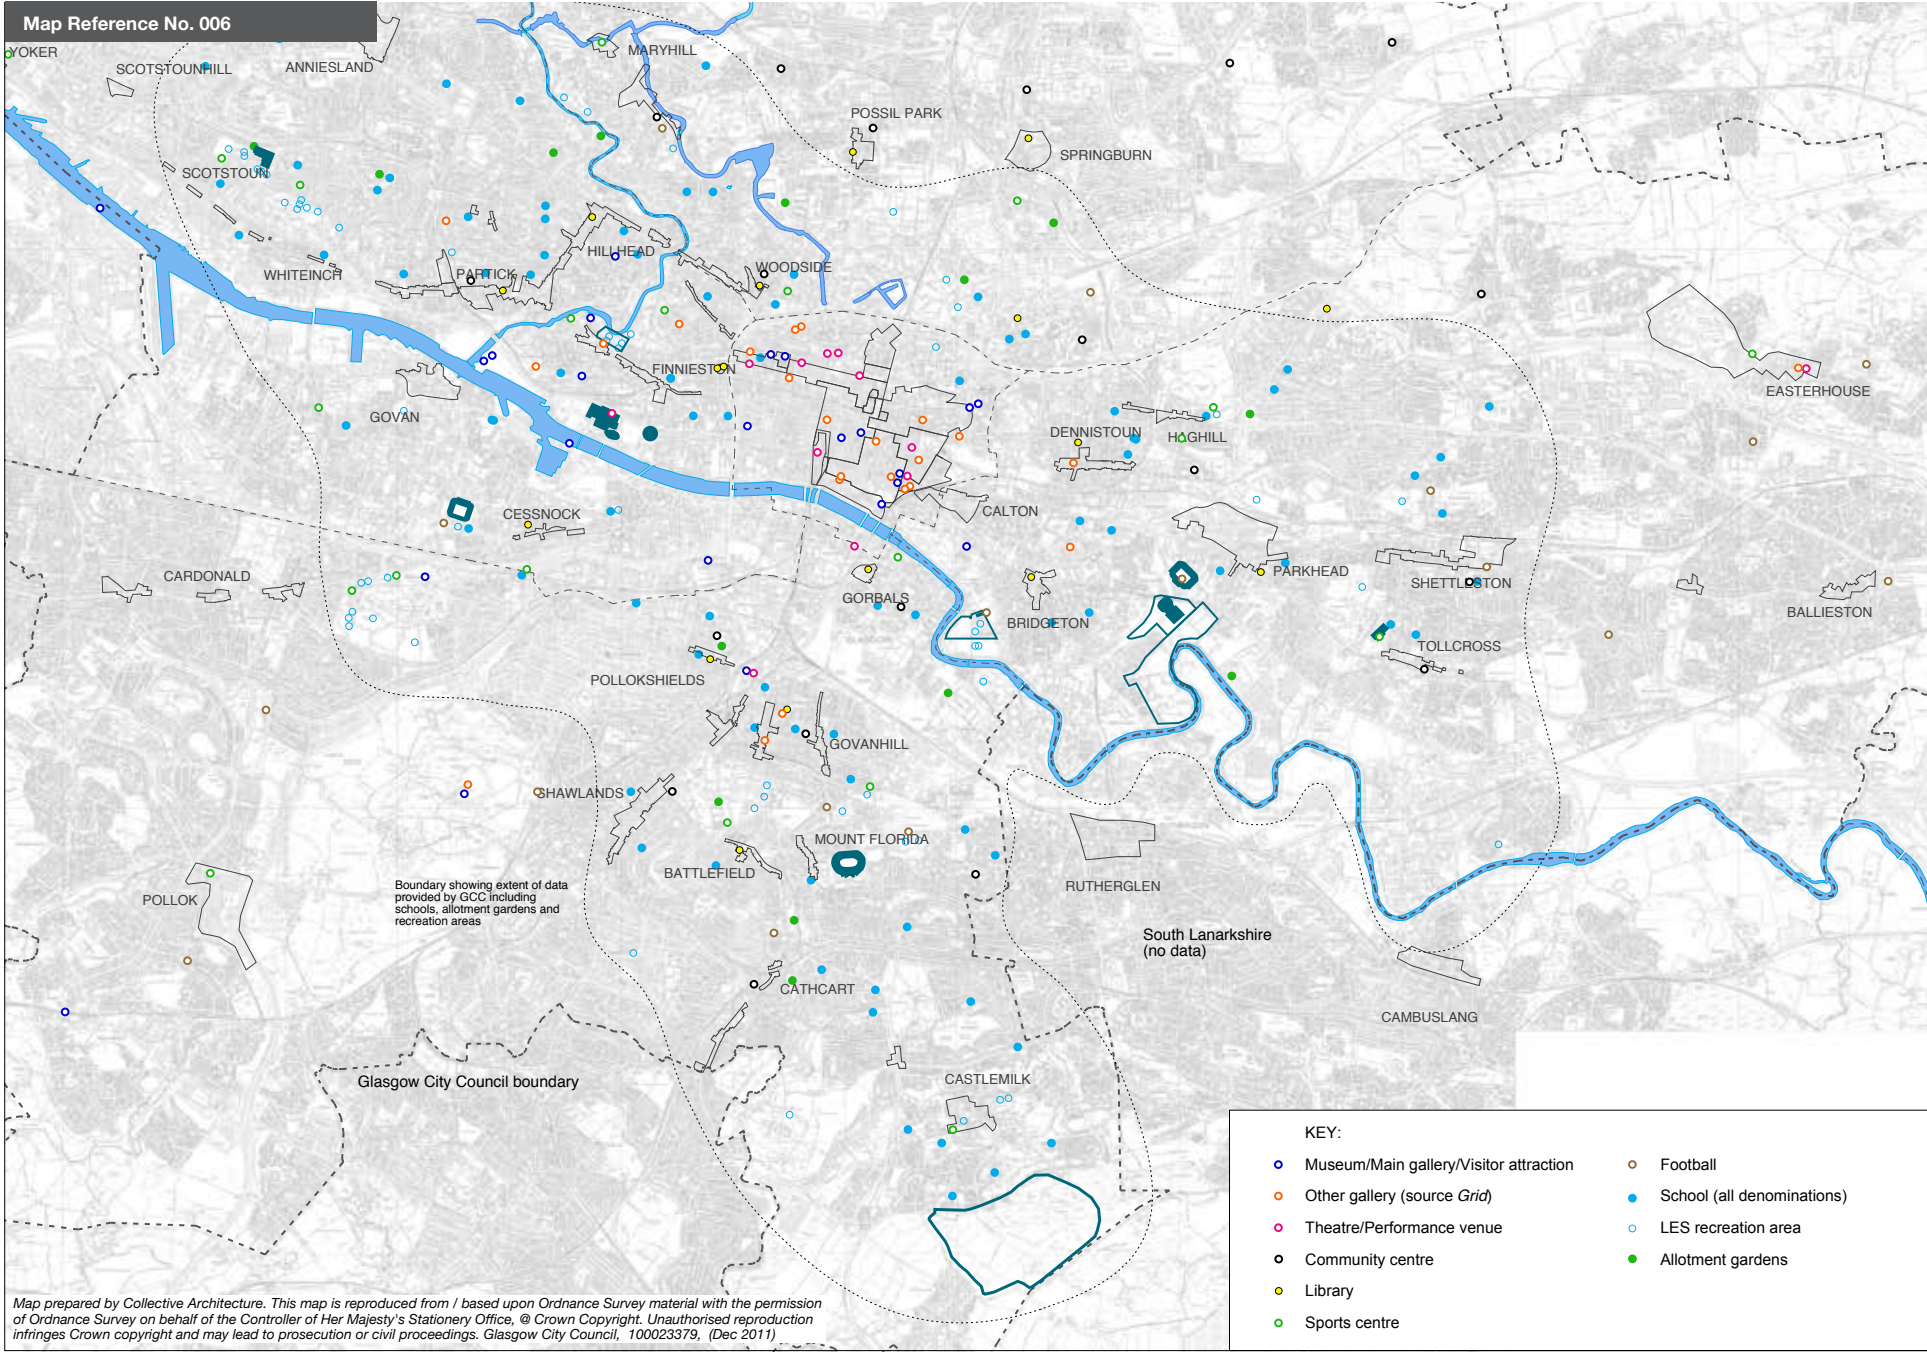 Map Reference No. 006
YOKER
SCOTSTOUNHILL
ANNIESLAND
MARYHILL
POSSIL PARK
SPRINGBURN
SCOTSTOUN
WHITEINCH
PARTICK
HILLHEAD
WOODSIDE
FINNIESTON
GOVAN
EASTERHOUSE
DENNISTOUN
HAGHILL
CESSNOCK
CALTON
CARDONALD
GORBALS
PARKHEAD
SHETTLESTON
BALLIESTON
BRIDGETON
TOLLCROSS
POLLOKSHIELDS
GOVANHILL
SHAWLANDS
MOUNT FLORIDA
BATTLEFIELD
RUTHERGLEN
POLLOK
Boundary showing extent of data
provided by GCC including
schools, allotment gardens and
recreation areas
South Lanarkshire
(no data)
CATHCART
CAMBUSLANG
Glasgow City Council boundary
CASTLEMILK
KEY:
Museum/Main gallery/Visitor attraction
Other gallery (source Grid)
Theatre/Performance venue
Community centre
Library
Sports centre
Football
School (all denominations)
LES recreation area
Allotment gardens
Map prepared by Collective Architecture. This map is reproduced from / based upon Ordnance Survey material with the permission
of Ordnance Survey on behalf of the Controller of Her Majesty's Stationery Office, @ Crown Copyright. Unauthorised reproduction
infringes Crown copyright and may lead to prosecution or civil proceedings. Glasgow City Council, 100023379, (Dec 2011)